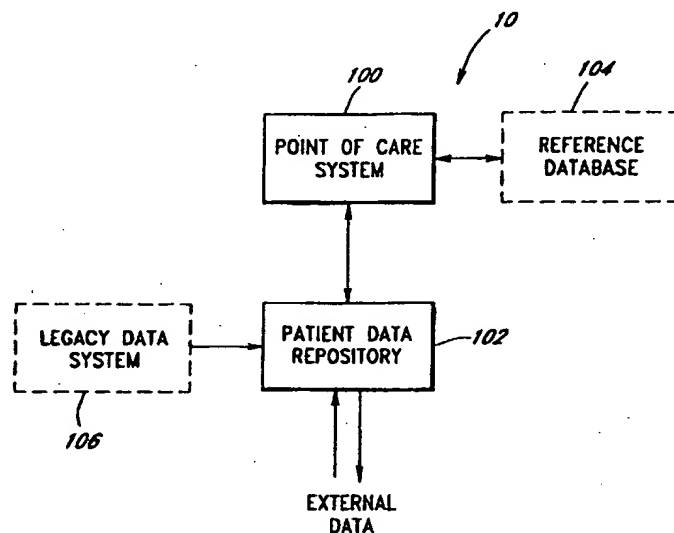 10
100
104
POINT OF CARE
SYSTEM
REFERENCE
DATABASE
LEGACY DATA
SYSTEM
PATIENT DATA
REPOSITORY
102
106
EXTERNAL
DATA